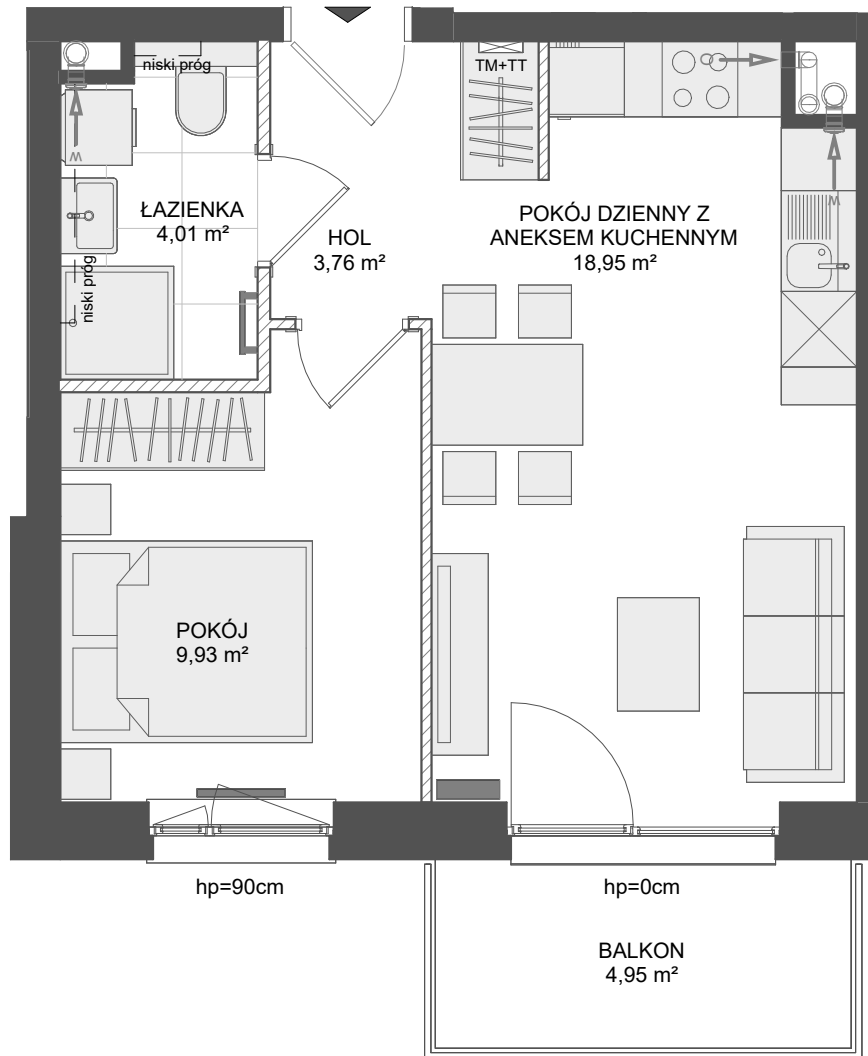 niski próg
TM+TT
W
W
ŁAZIENKA
4,01 m²
HOL
3,76 m²
POKÓJ DZIENNY Z
ANEKSEM KUCHENNYM
18,95 m²
niski próg
POKÓJ
9,93 m²
hp=90cm
hp=0cm
BALKON
4,95 m²